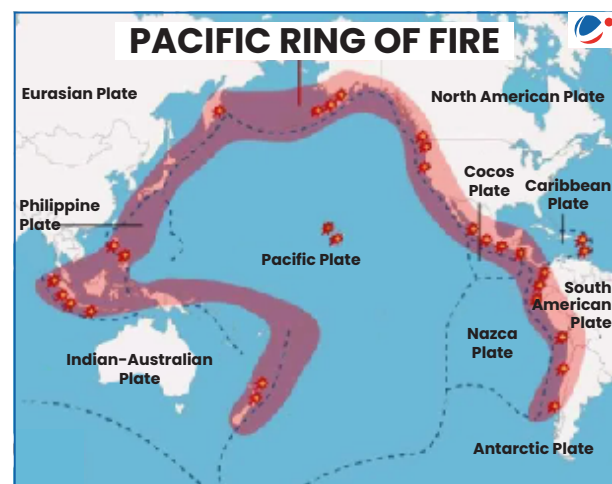 PACIFIC RING OF FIRE
Eurasian Plate
North American Plate
Cocos
Plate
Caribbean
Plate
Philippine
Plate
Pacific Plate
South
American
Plate
Nazca
Plate
Indian-Australian
Plate
Antarctic Plate